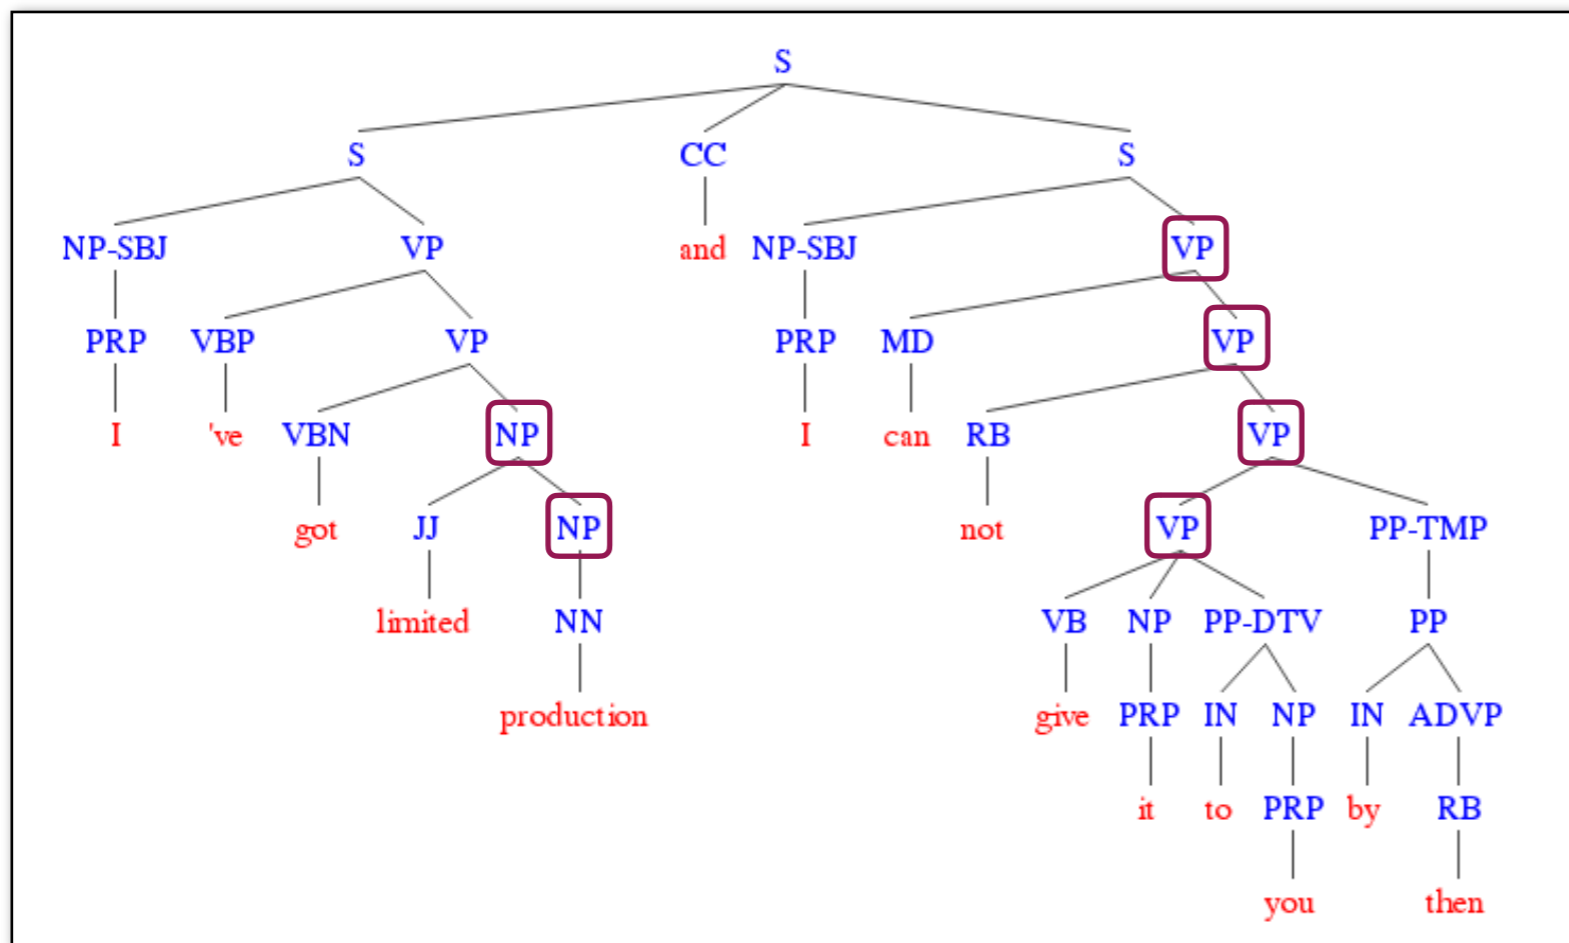 S
S CC S
NP-SBJ VP and NP-SBJ VP
PRP VBP VP PRP MD VP
I 've VBN NP I can RB VP
got JJ NP not VP PP-TMP
limited NN VB NP PP-DTV PP
production give PRP IN NP IN ADVP
it to PRP by RB
you then